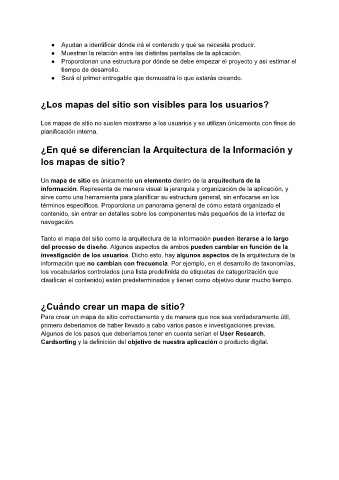 ● Ayudan a identificar dónde irá el contenido y qué se necesita producir.
● Muestran la relación entre las distintas pantallas de la aplicación.
● Proporcionan una estructura por dónde se debe empezar el proyecto y así estimar el
tiempo de desarrollo.
● Será el primer entregable que demuestra lo que estarás creando.
¿Los mapas del sitio son visibles para los usuarios?
Los mapas de sitio no suelen mostrarse a los usuarios y se utilizan únicamente con fines de
planificación interna.
¿En qué se diferencian la Arquitectura de la Información y
los mapas de sitio?
Un mapa de sitio es únicamente un elemento dentro de la arquitectura de la
información. Representa de manera visual la jerarquía y organización de la aplicación, y
sirve como una herramienta para planificar su estructura general, sin enfocarse en los
términos específicos. Proporciona un panorama general de cómo estará organizado el
contenido, sin entrar en detalles sobre los componentes más pequeños de la interfaz de
navegación.
Tanto el mapa del sitio como la arquitectura de la información pueden iterarse a lo largo
del proceso de diseño. Algunos aspectos de ambos pueden cambiar en función de la
investigación de los usuarios. Dicho esto, hay algunos aspectos de la arquitectura de la
Información que no cambian con frecuencia. Por ejemplo, en el desarrollo de taxonomías,
los vocabularios controlados (una lista predefinida de etiquetas de categorización que
clasifican el contenido) están predeterminados y tienen como objetivo durar mucho tiempo.
¿Cuándo crear un mapa de sitio?
Para crear un mapa de sitio correctamente y de manera que nos sea verdaderamente útil,
primero deberíamos de haber llevado a cabo varios pasos e investigaciones previas.
Algunos de los pasos que deberíamos tener en cuenta serían el User Research,
Cardsorting y la definición del objetivo de nuestra aplicación o producto digital.